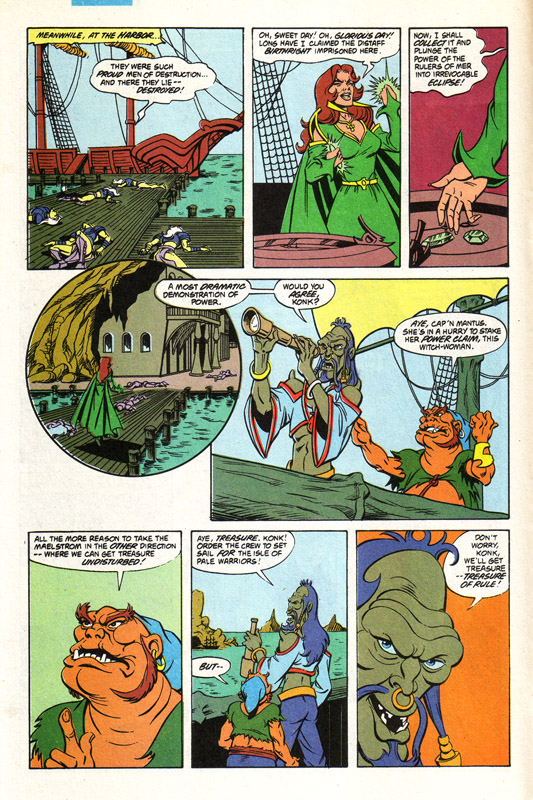 MEANWHILE, AT THE HARBOR...
THEY WERE SUCH
PROUD MEN OF DESTRUCTION...
AND THERE THEY LIE--
DESTROYED!
OH, SWEET DAY! OH, GLORIOUS DAY!
LONG HAVE I CLAIMED THE DISTAFF
BIRTHRIGHT IMPRISONED HERE.
NOW, I SHALL
COLLECT IT AND
PLUNGE THE
POWER OF THE
RULERS OF MER
INTO IRREVOCABLE
ECLIPSE!
A MOST DRAMATIC
DEMONSTRATION OF
POWER.
WOULD YOU
AGREE,
KONK?
AYE, CAP'N MANTUS.
SHE'S IN A HURRY TO STAKE
HER POWER CLAIM, THIS
WITCH-WOMAN.
ALL THE MORE REASON TO TAKE THE
MAELSTROM IN THE OTHER DIRECTION
-- WHERE WE CAN GET TREASURE
UNDISTURBED!
AYE, TREASURE. KONK!
ORDER THE CREW TO SET
SAIL FOR THE ISLE OF
PALE WARRIORS!
BUT--
DON'T
WORRY,
KONK,
WE'LL GET
TREASURE
--TREASURE
OF RULE!